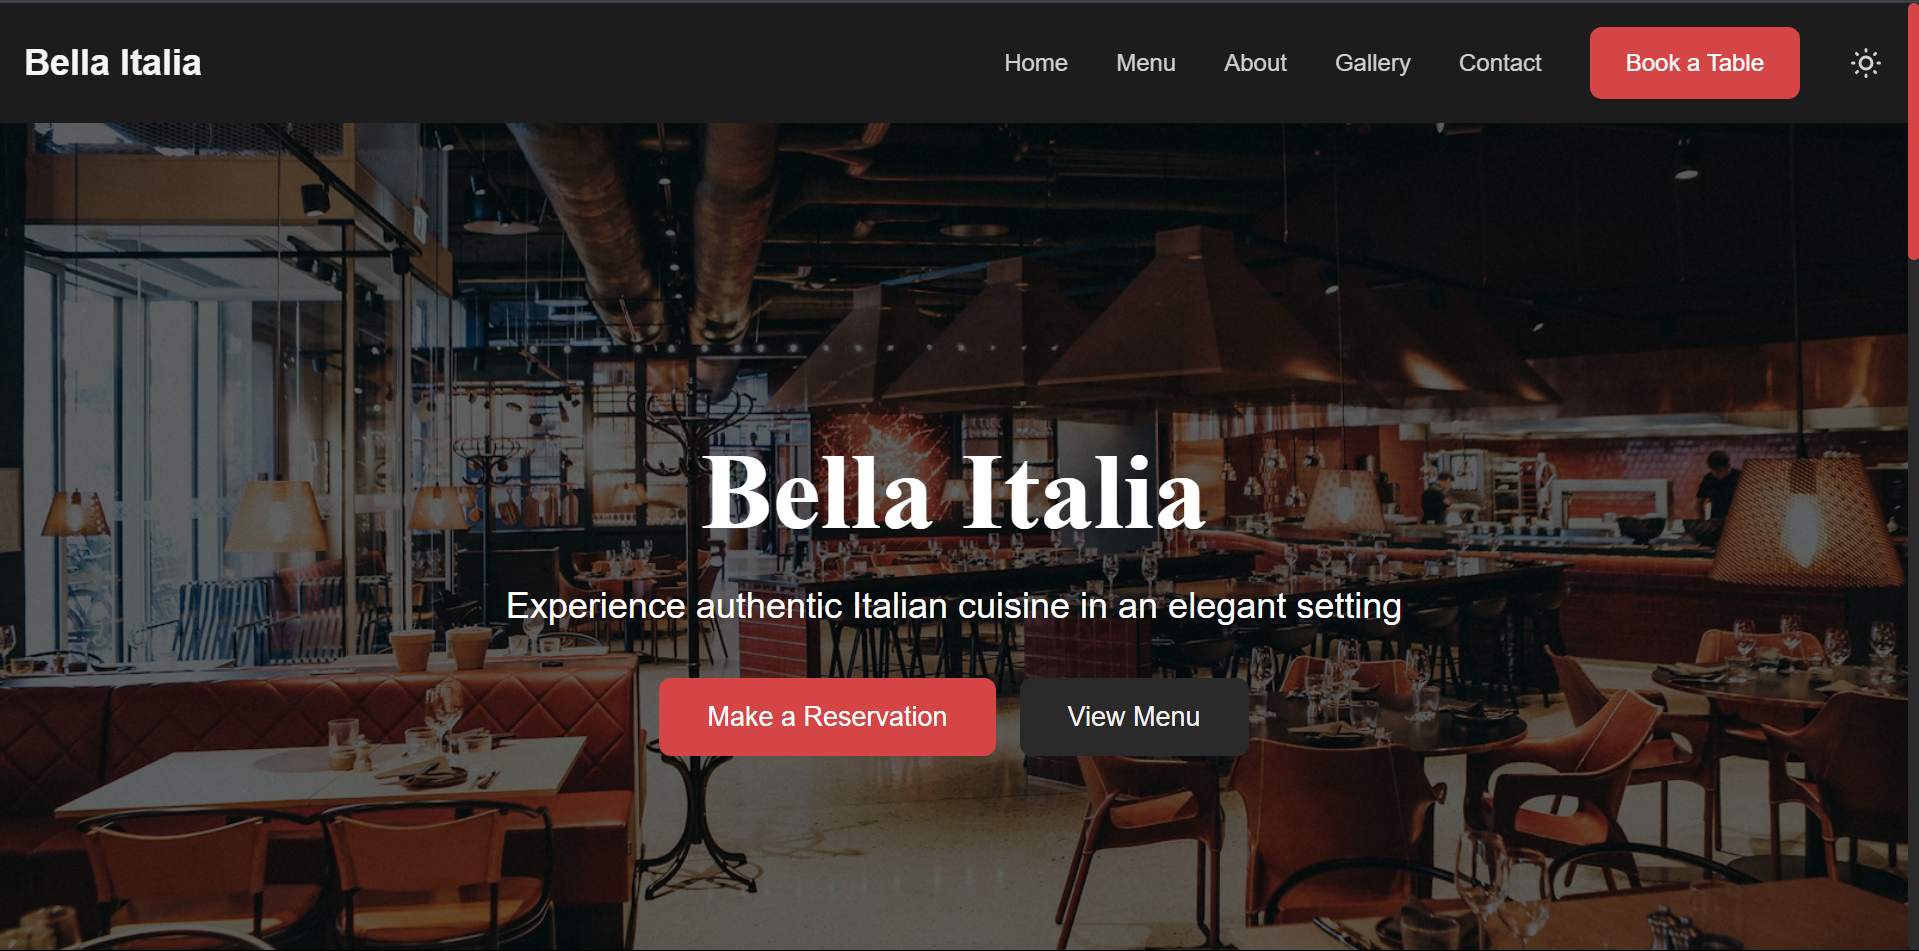 Bella Italia
Home Menu About Gallery Contact Book a Table
Bella Italia
Experience authentic Italian cuisine in an elegant setting
Make a Reservation View Menu